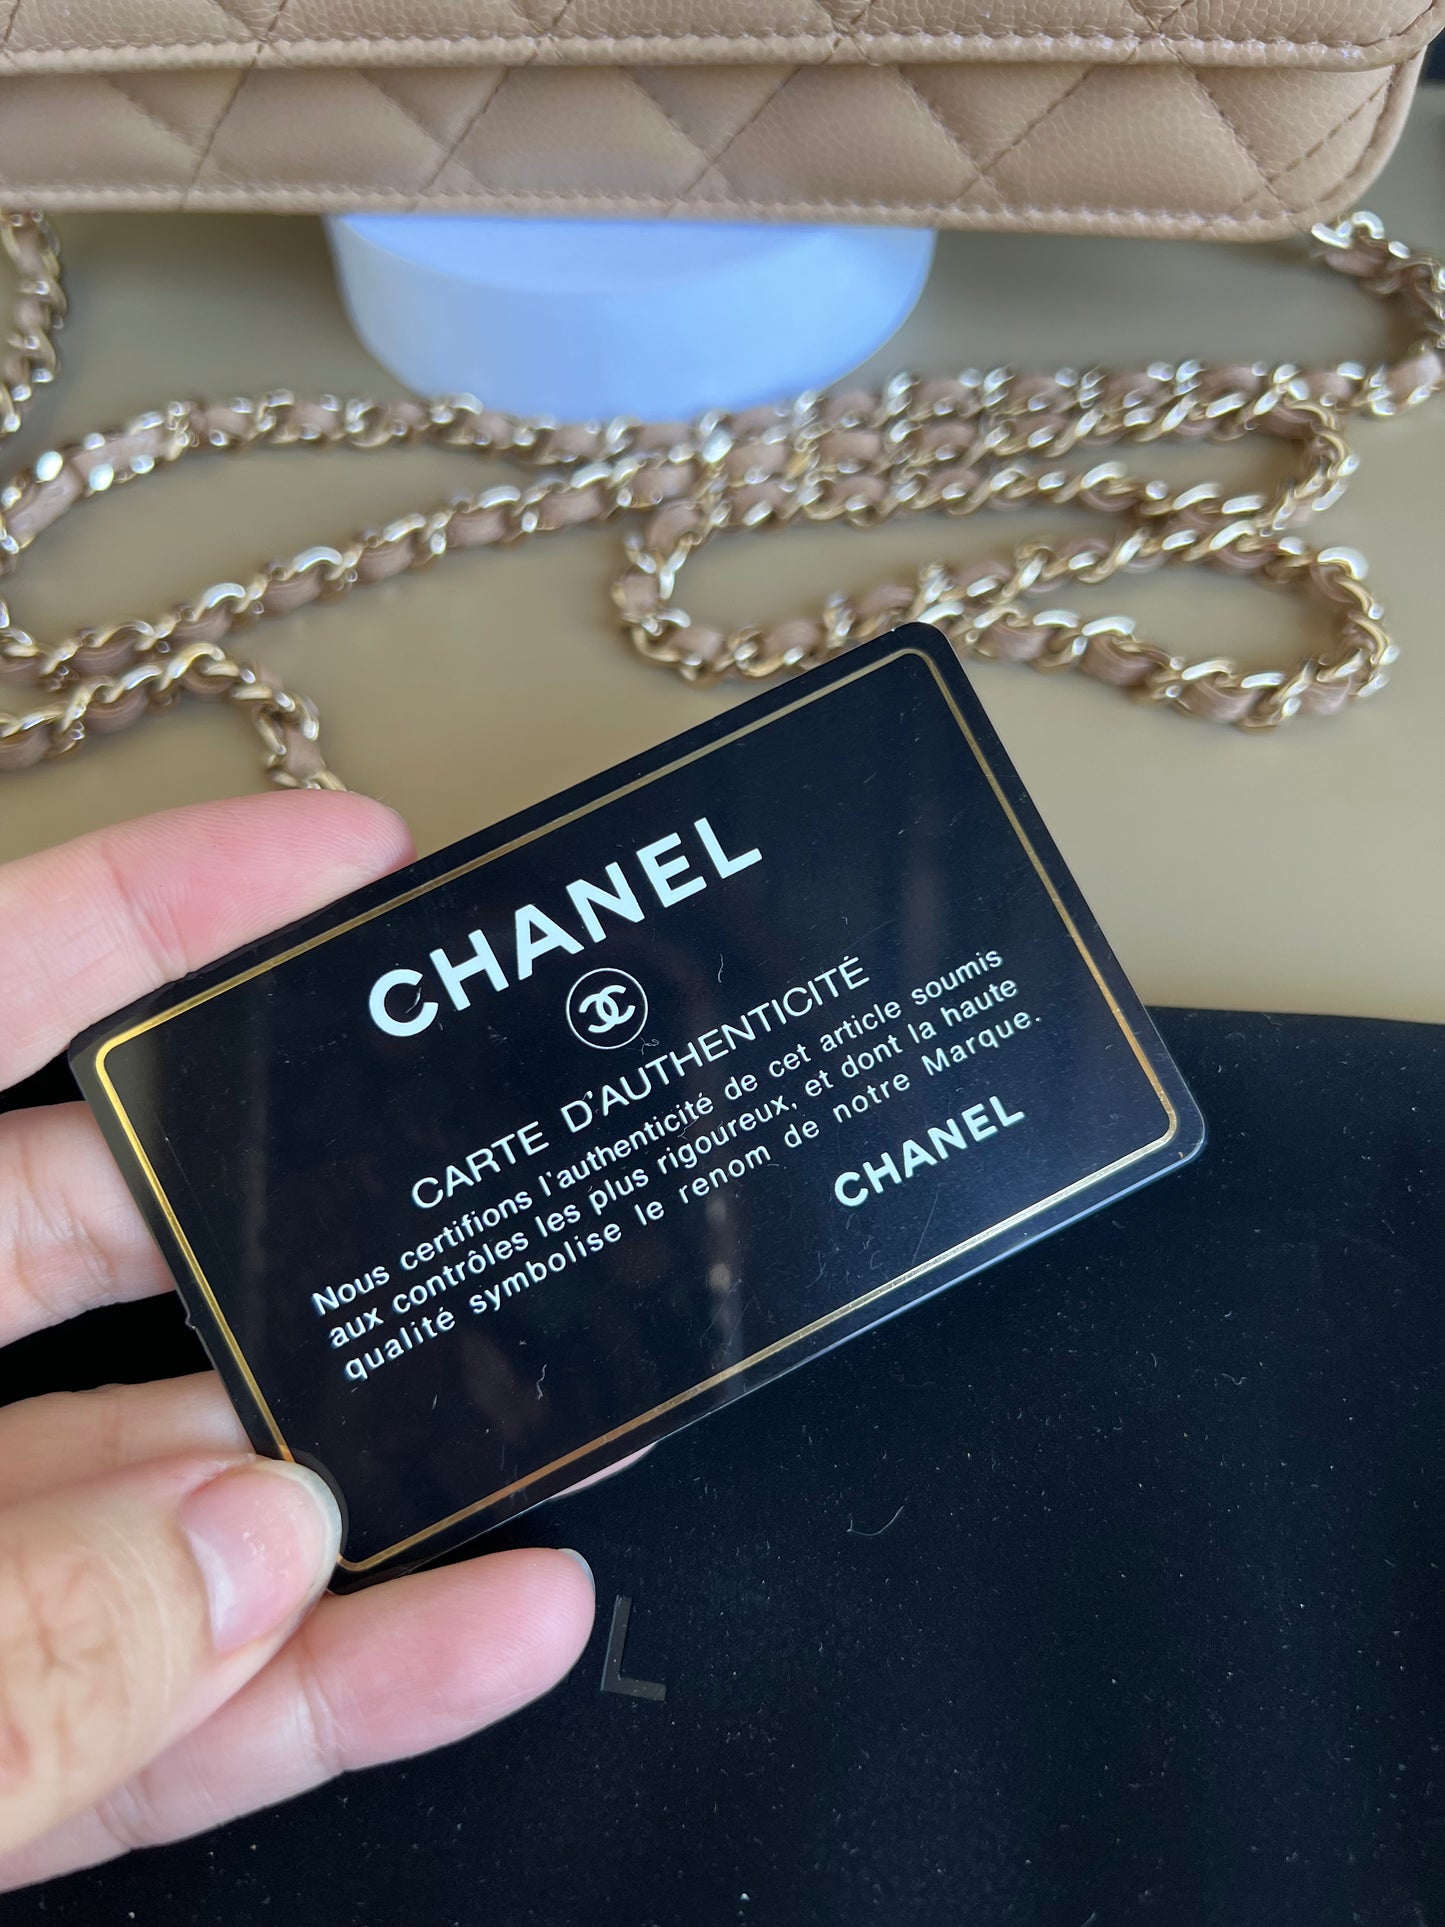 CHANEL
CARTE D'AUTHENTICITÉ
Nous certifions l'authenticité de cet article soumis
aux contrôles les plus rigoureux, et dont la haute
qualité symbolise le renom de notre Marque.
CHANEL
L